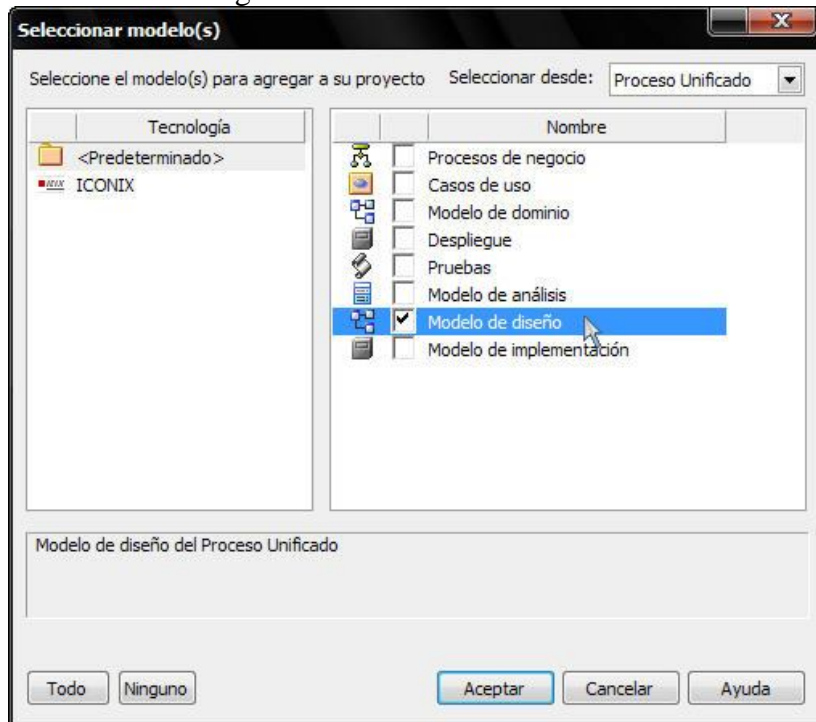 Seleccionar modelo(s)
Seleccione el modelo(s) para agregar a su proyecto Seleccionar desde: Proceso Unificado
Tecnología
<Predeterminado>
ICONIX
Nombre
Procesos de negocio
Casos de uso
Modelo de dominio
Despliegue
Pruebas
Modelo de análisis
Modelo de diseño
Modelo de implementación
Modelo de diseño del Proceso Unificado
Todo Ninguno Aceptar Cancelar Ayuda